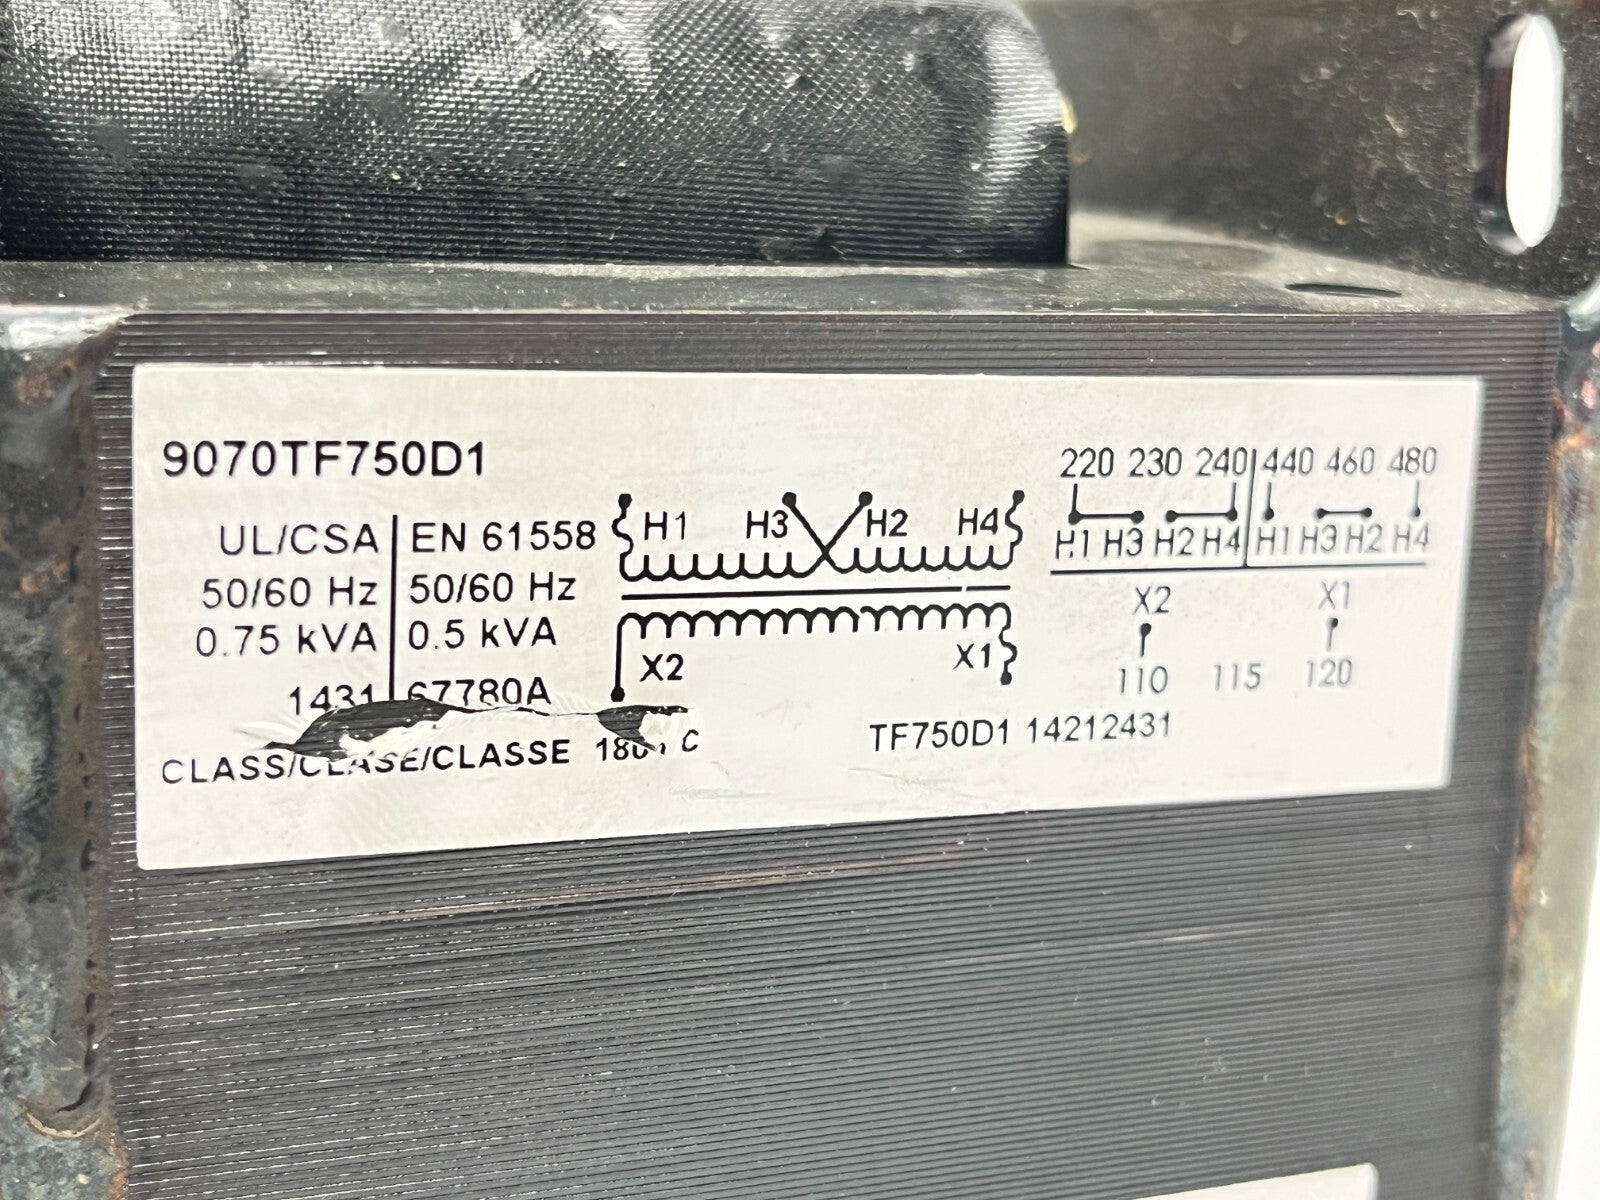 9070TF750D1
UL/CSA EN 61558
50/60 Hz 50/60 Hz
0.75 kVA 0.5 kVA
1431 67780A
CLASS/CLASE/CLASSE C
H1 H3 H2 H4
X2 X1
220 230 240 440 460 480
H1 H3 H2 H4 H1 H3 H2 H4
X2 X1
110 115 120
TF750D1 14212431